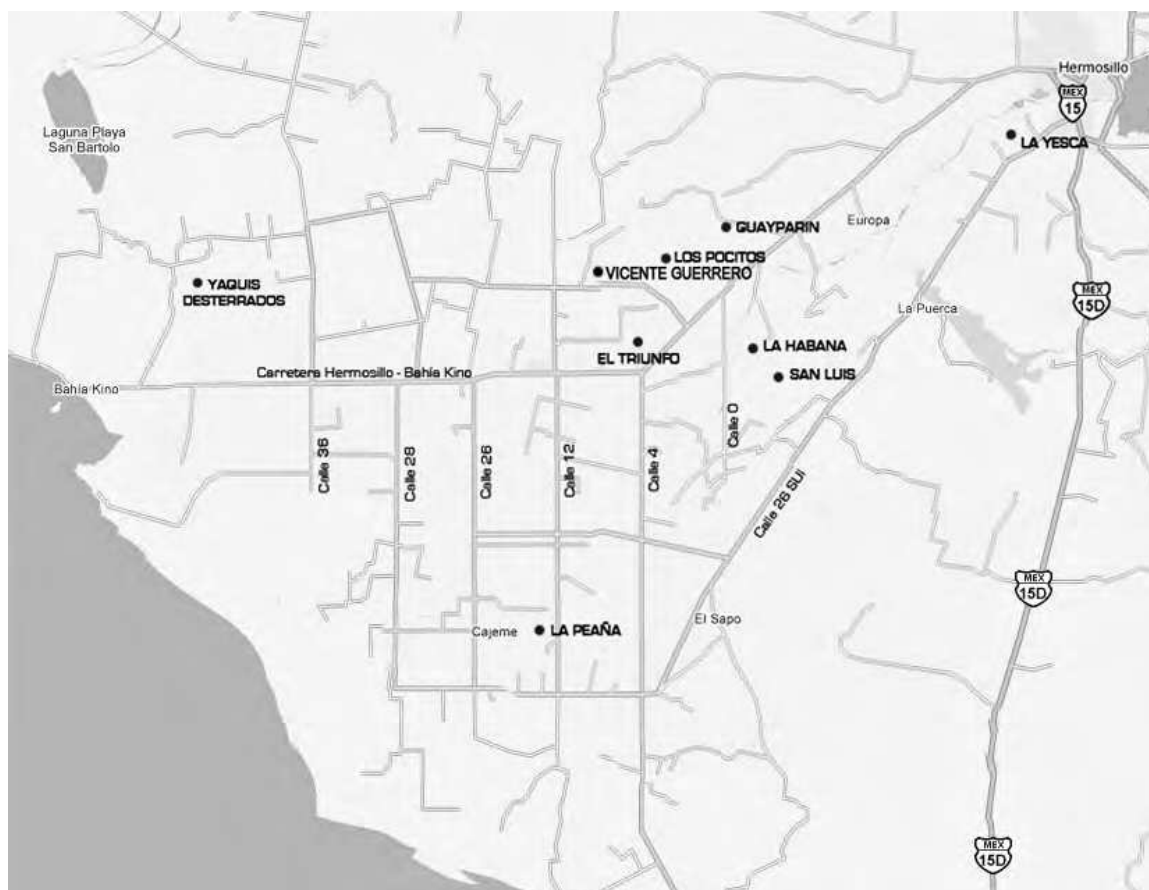 Hermosillo
MEX
15
Laguna Playa
San Bartolo
LA YESCA
GUAYPARIN
Europa
LOS POCITOS
VICENTE GUERRERO
YAQUIS
DESTERRADOS
MEX
15D
La Puerca
EL TRIUNFO
LA HABANA
Carretera Hermosillo - Bahía Kino
SAN LUIS
Bahía Kino
Calle 36
Calle 28
Calle 26
Calle 12
Calle 4
Calle 0
Calle 26 SUR
MEX
15D
El Sapo
Cajeme
LA PEAÑA
MEX
15D